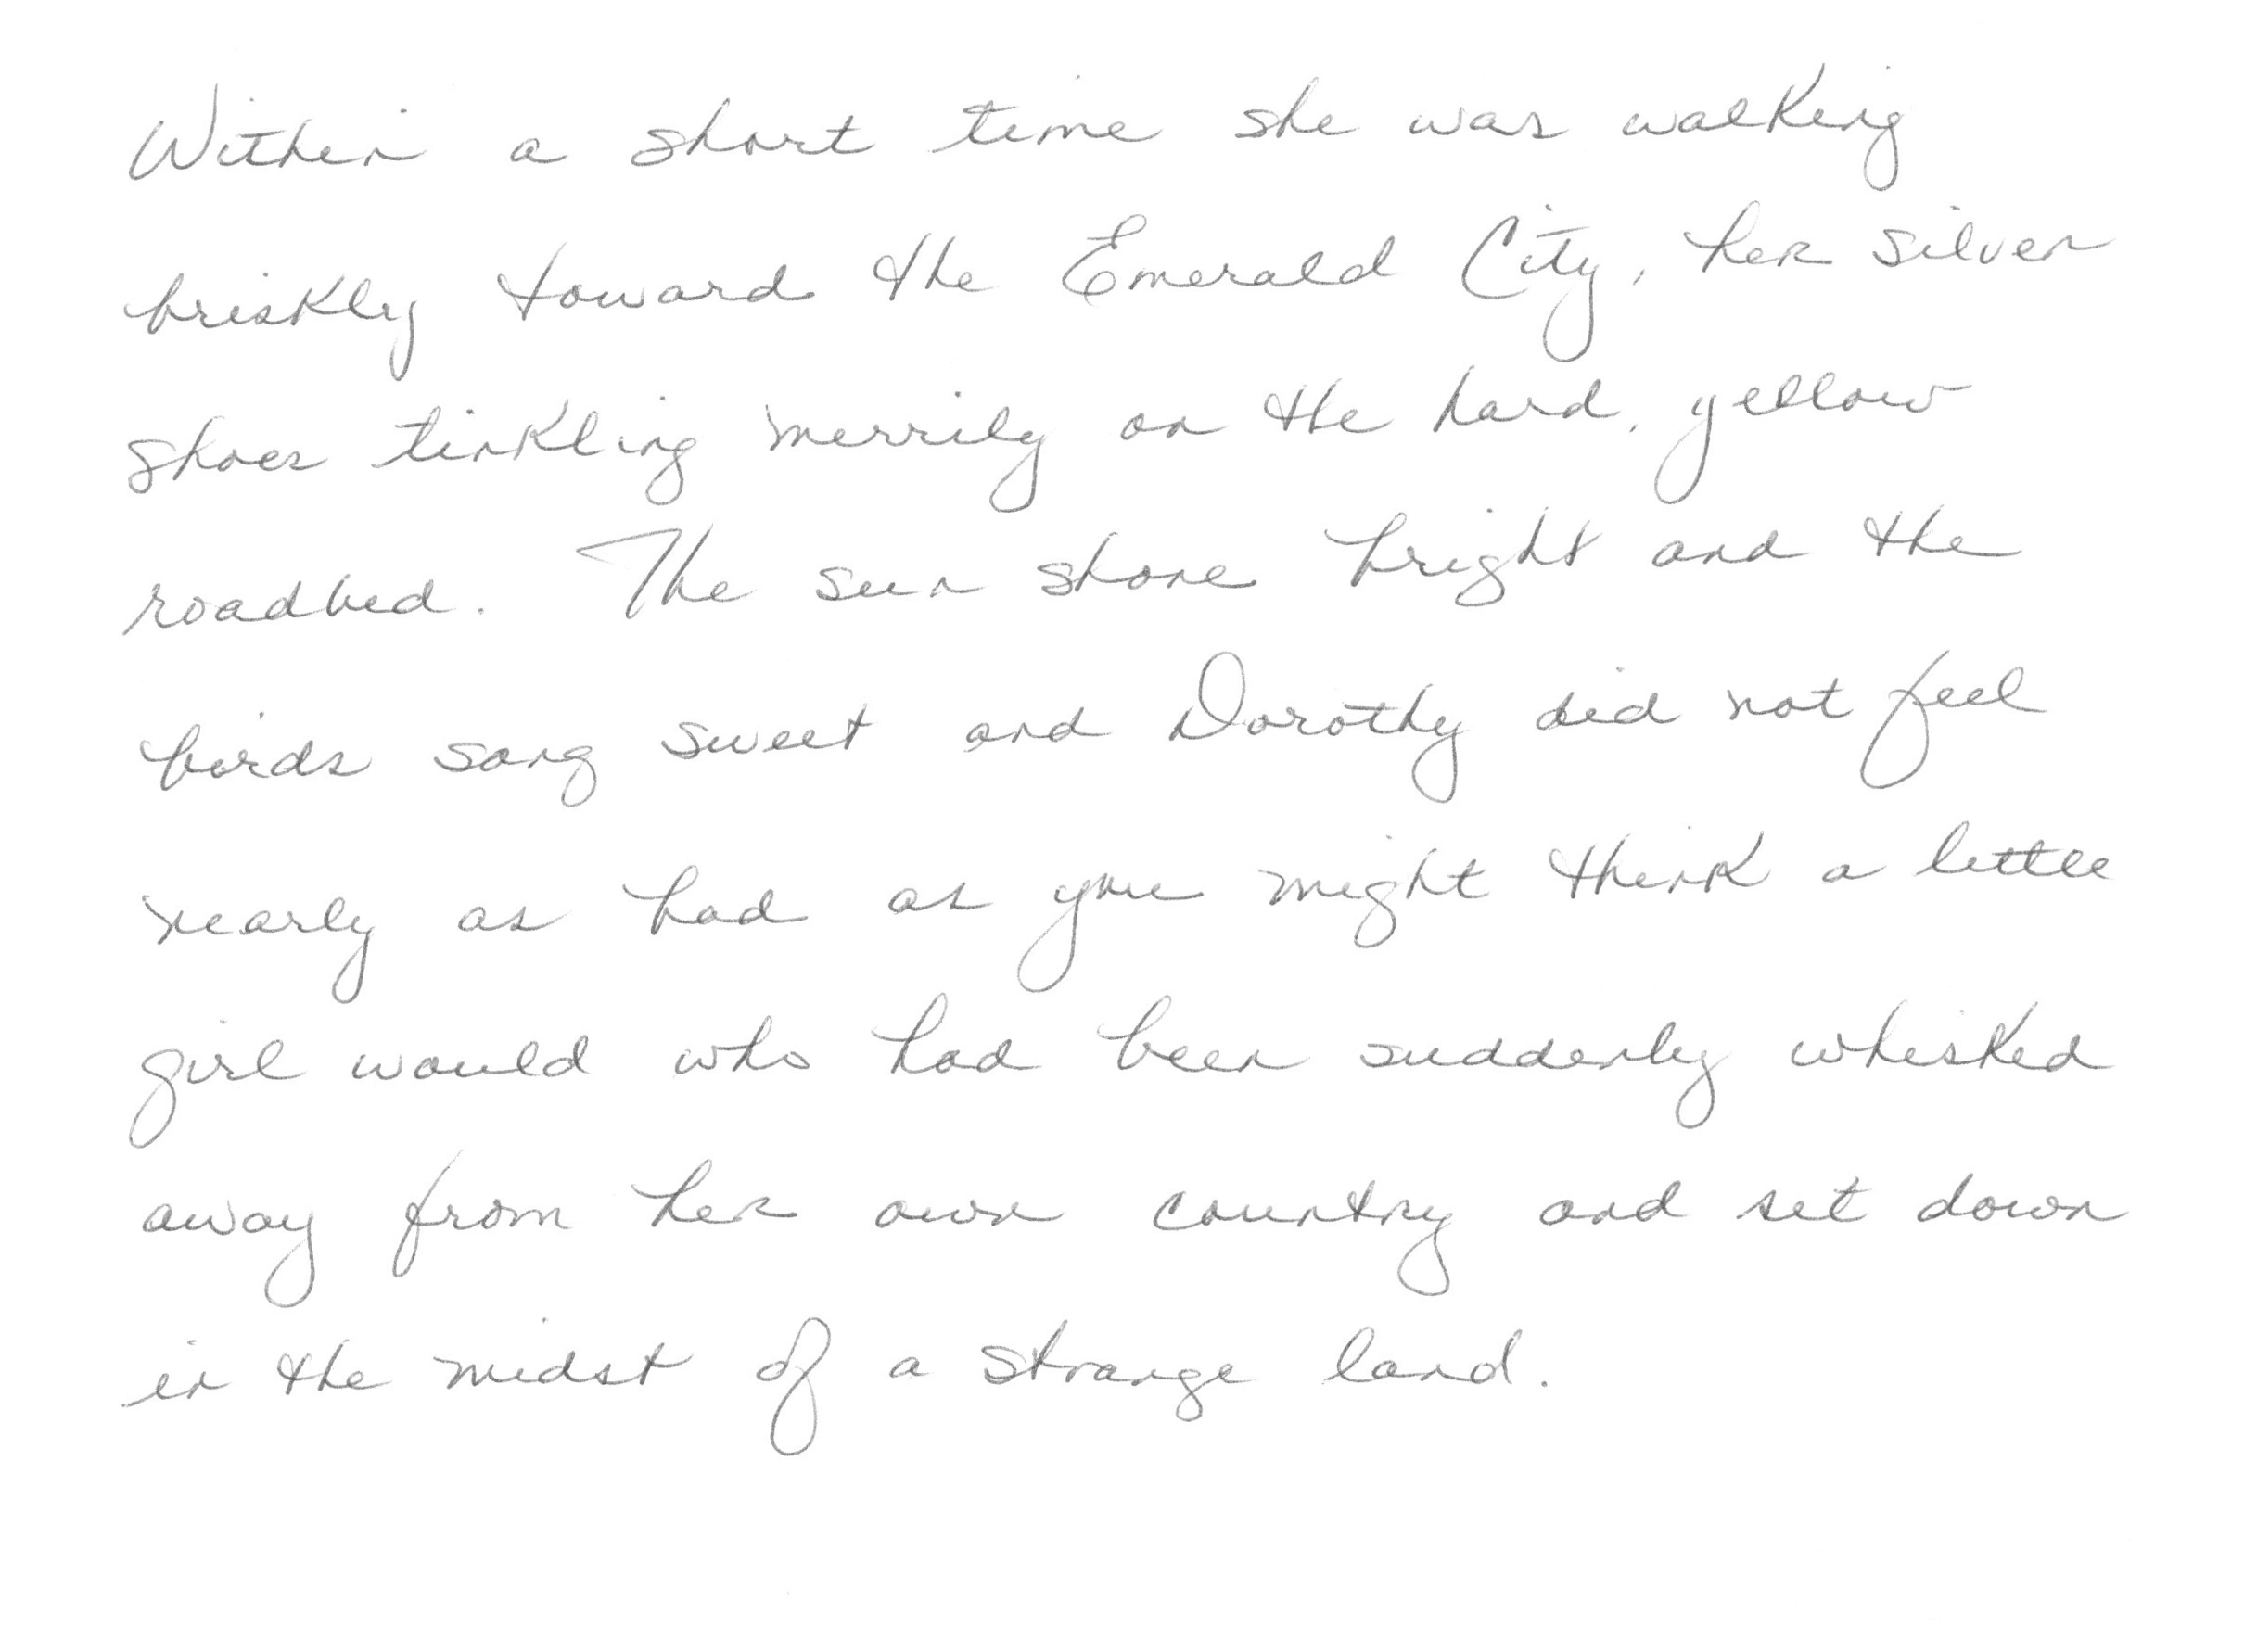 Within a short time she was walking
briskly toward the Emerald City, her silver
shoes tinkling merrily on the hard, yellow
roadbed. The sun shone bright and the
birds sang sweet and Dorothy did not feel
nearly as bad as you might think a little
girl would who had been suddenly whisked
away from her own country and set down
in the midst of a strange land.